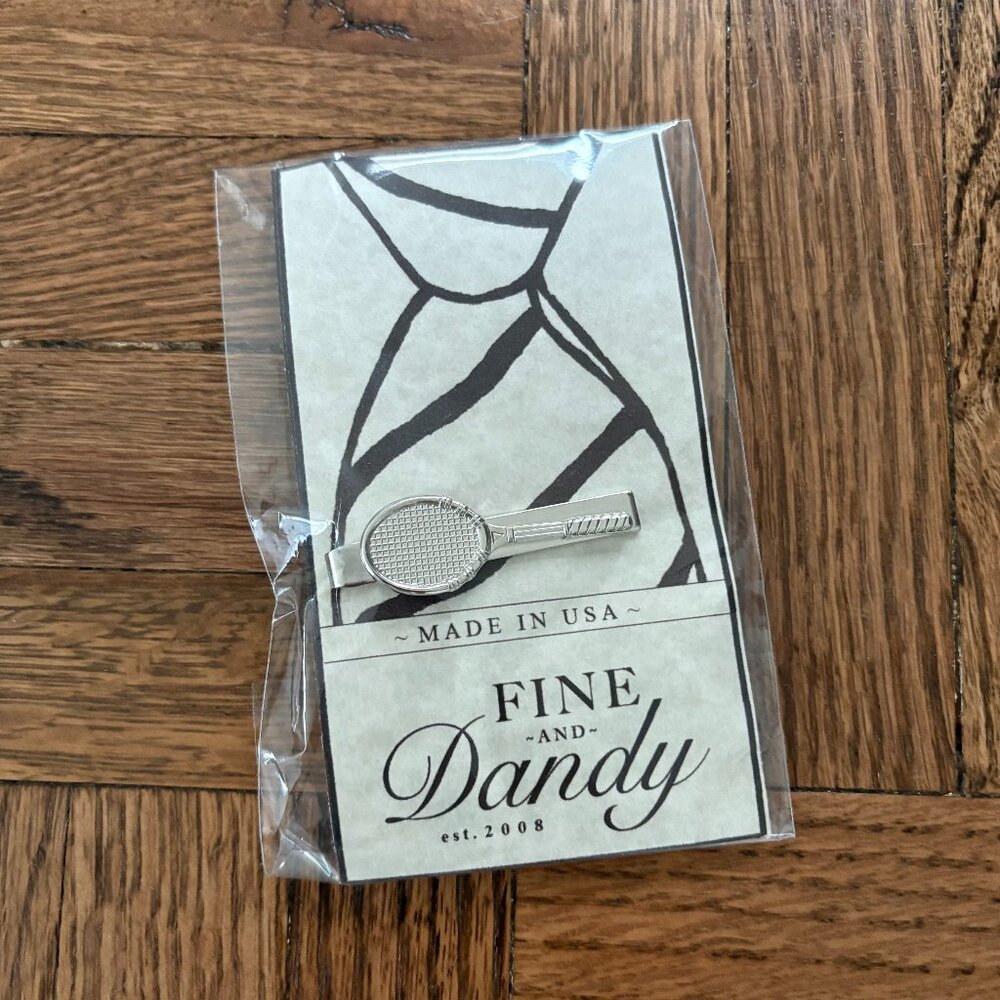 ~ MADE IN USA ~
FINE
~AND~
Dandy
est. 2008